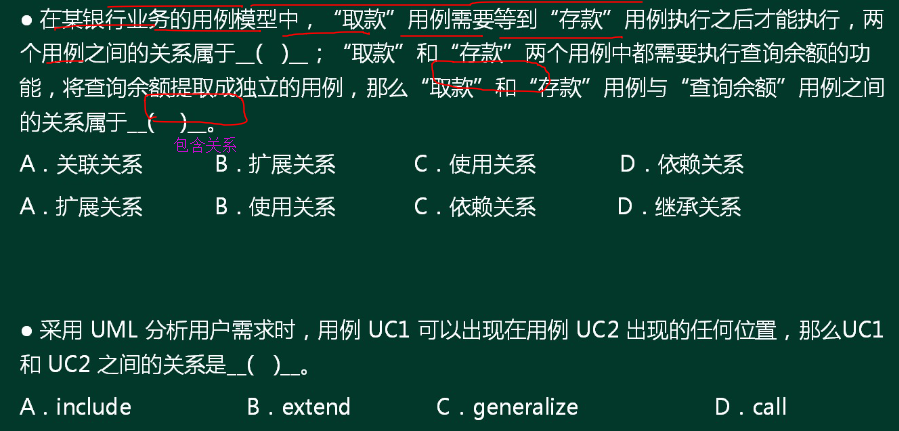 ● 在某银行业务的用例模型中，“取款”用例需要等到“存款”用例执行之后才能执行，两
个用例之间的关系属于__(  )__；“取款”和“存款”两个用例中都需要执行查询余额的功
能，将查询余额提取成独立的用例，那么“取款”和“存款”用例与“查询余额”用例之间
的关系属于__(  )__。
包含关系
A．关联关系 B．扩展关系 C．使用关系 D．依赖关系
A．扩展关系 B．使用关系 C．依赖关系 D．继承关系
● 采用 UML 分析用户需求时，用例 UC1 可以出现在用例 UC2 出现的任何位置，那么UC1
和 UC2 之间的关系是__(  )__。
A．include B．extend C．generalize D．call